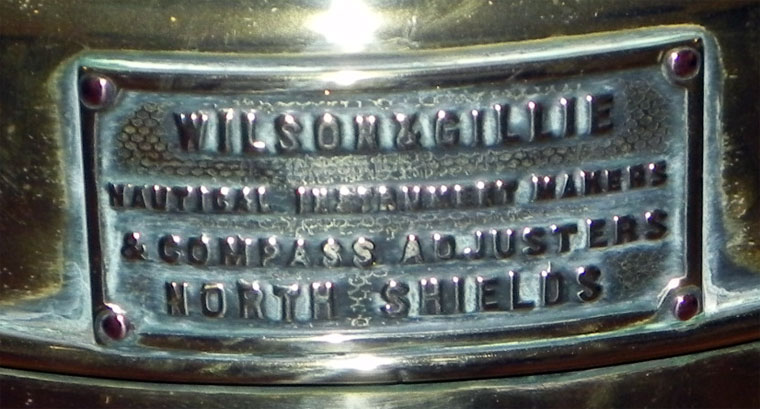 WILSON & GILLIE
NAUTICAL INSTRUMENT MAKERS
& COMPASS ADJUSTERS
NORTH SHIELDS